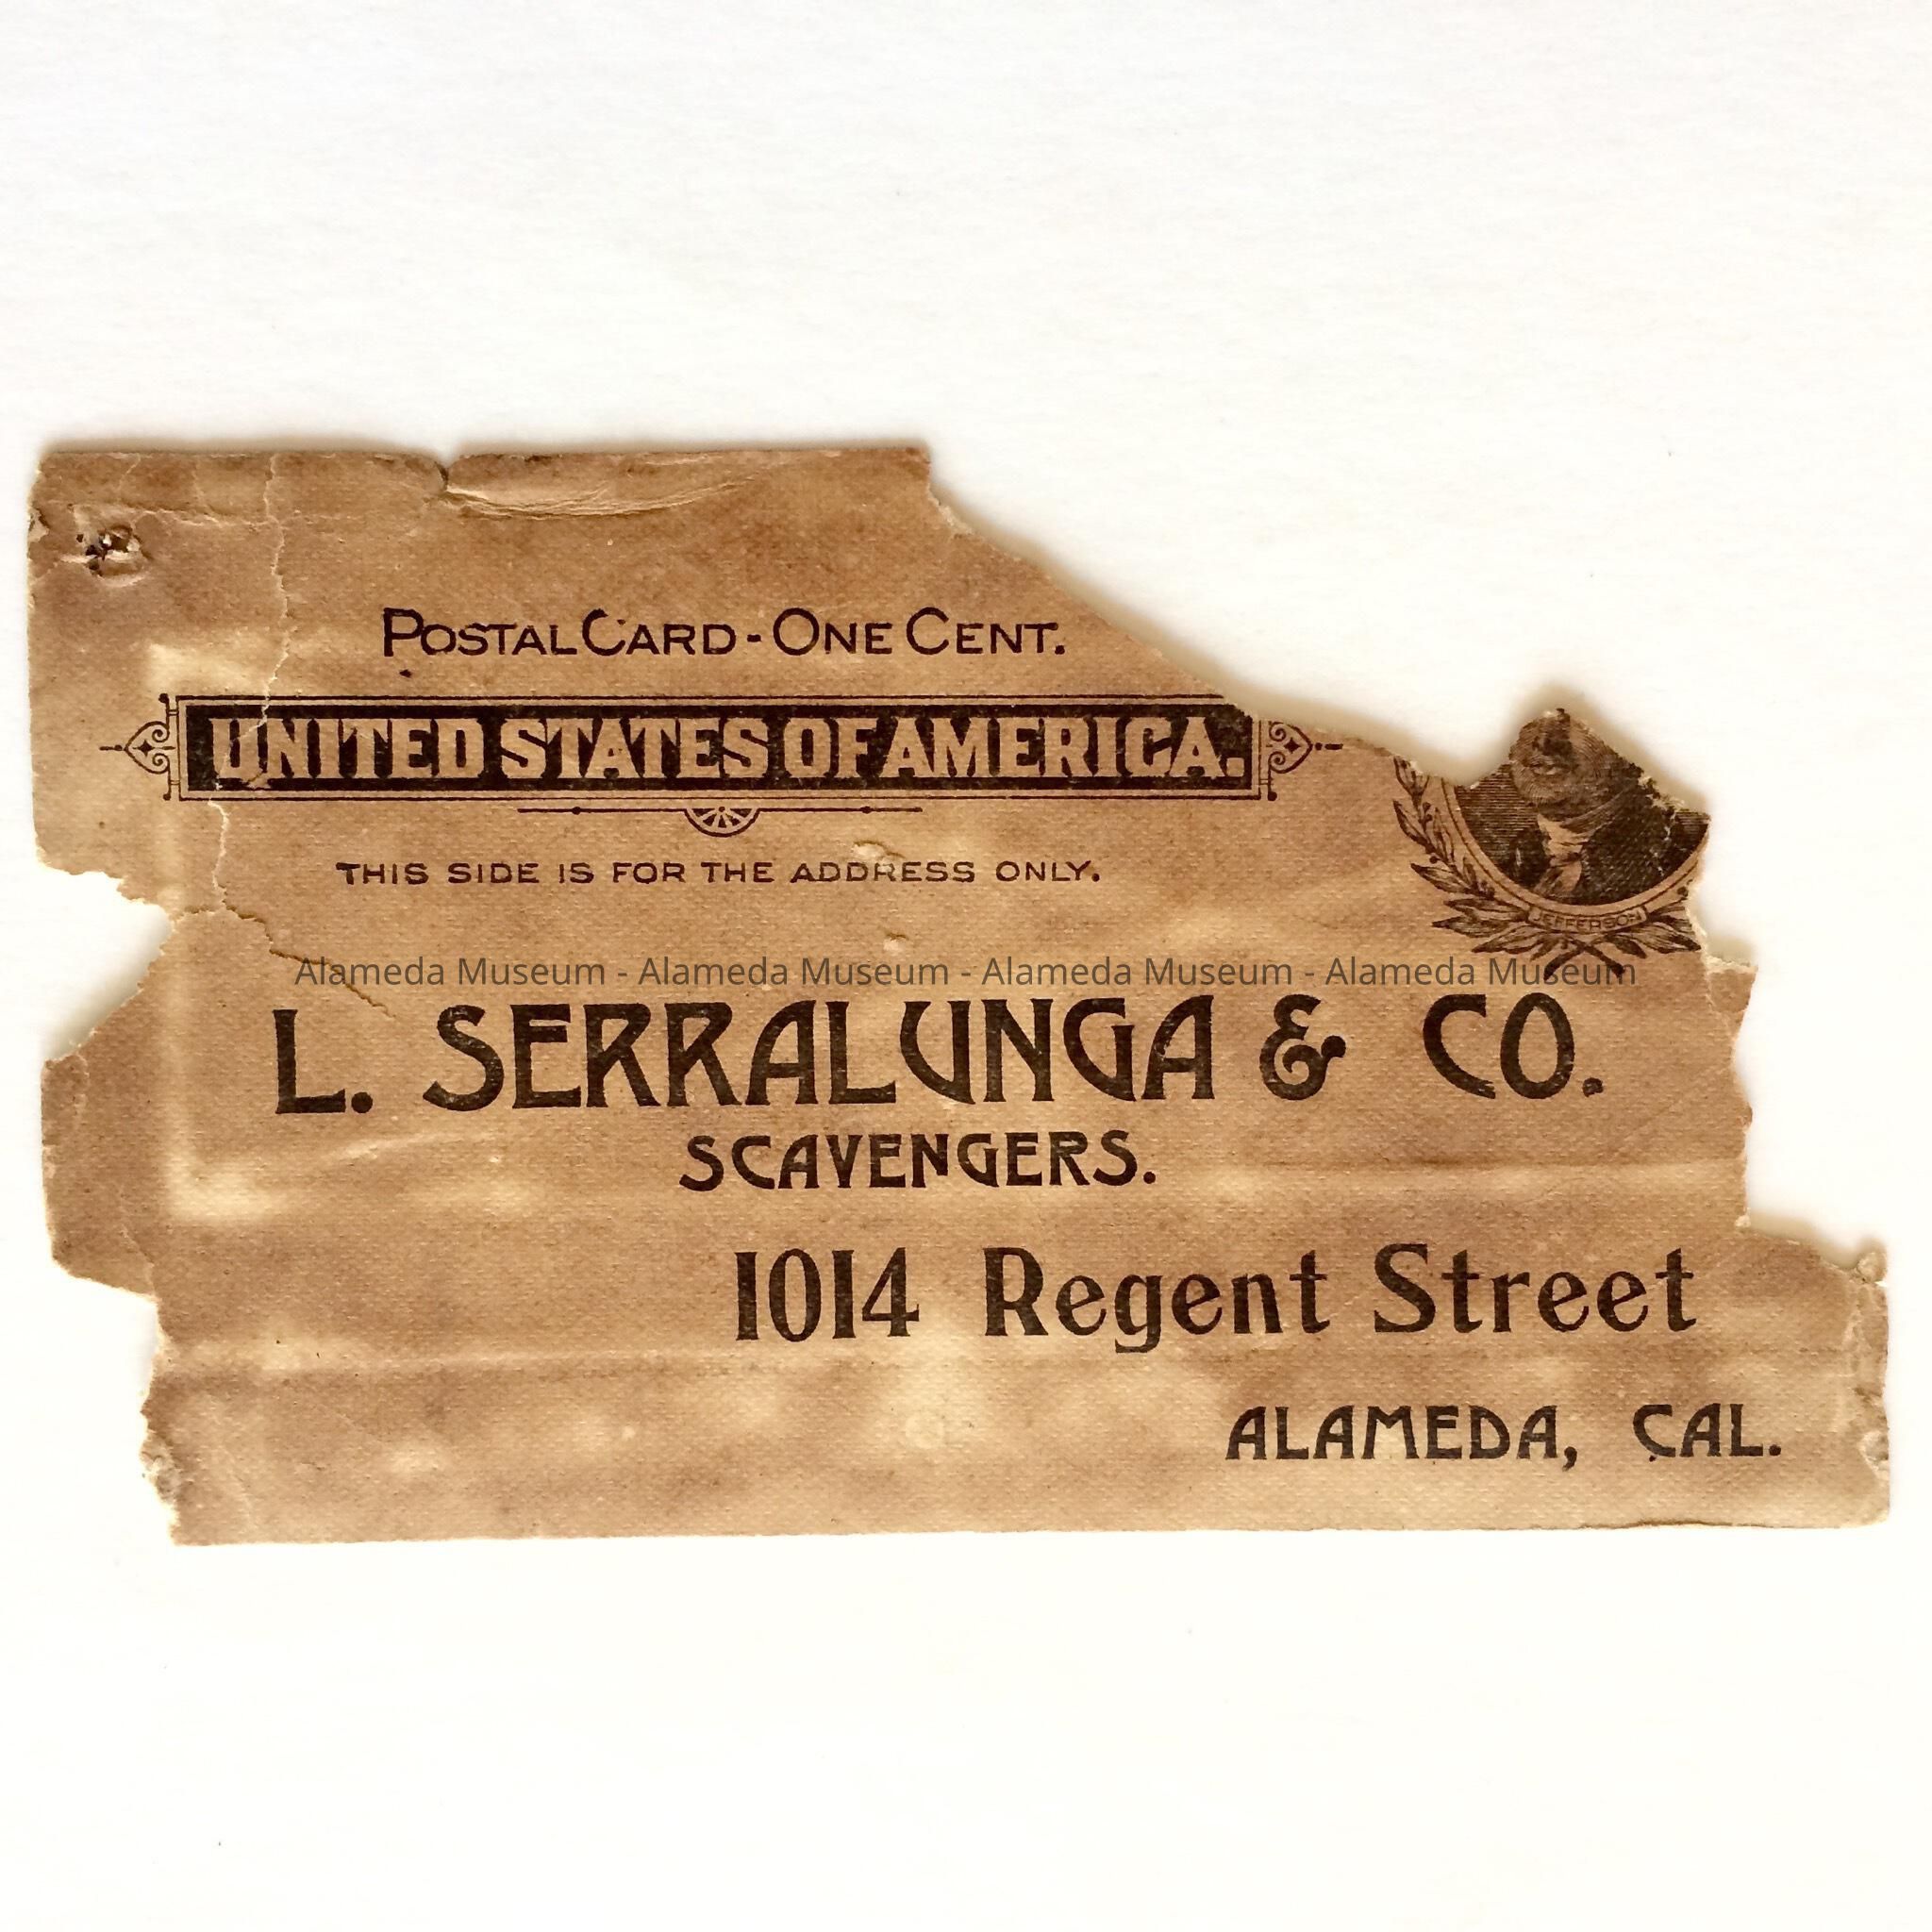 POSTAL CARD - ONE CENT.
UNITED STATES OF AMERICA.
THIS SIDE IS FOR THE ADDRESS ONLY.
JEFFERSON
Alameda Museum - Alameda Museum - Alameda Museum - Alameda Museum
L. SERRALUNGA & CO.
SCAVENGERS.
1014 Regent Street
ALAMEDA, CAL.